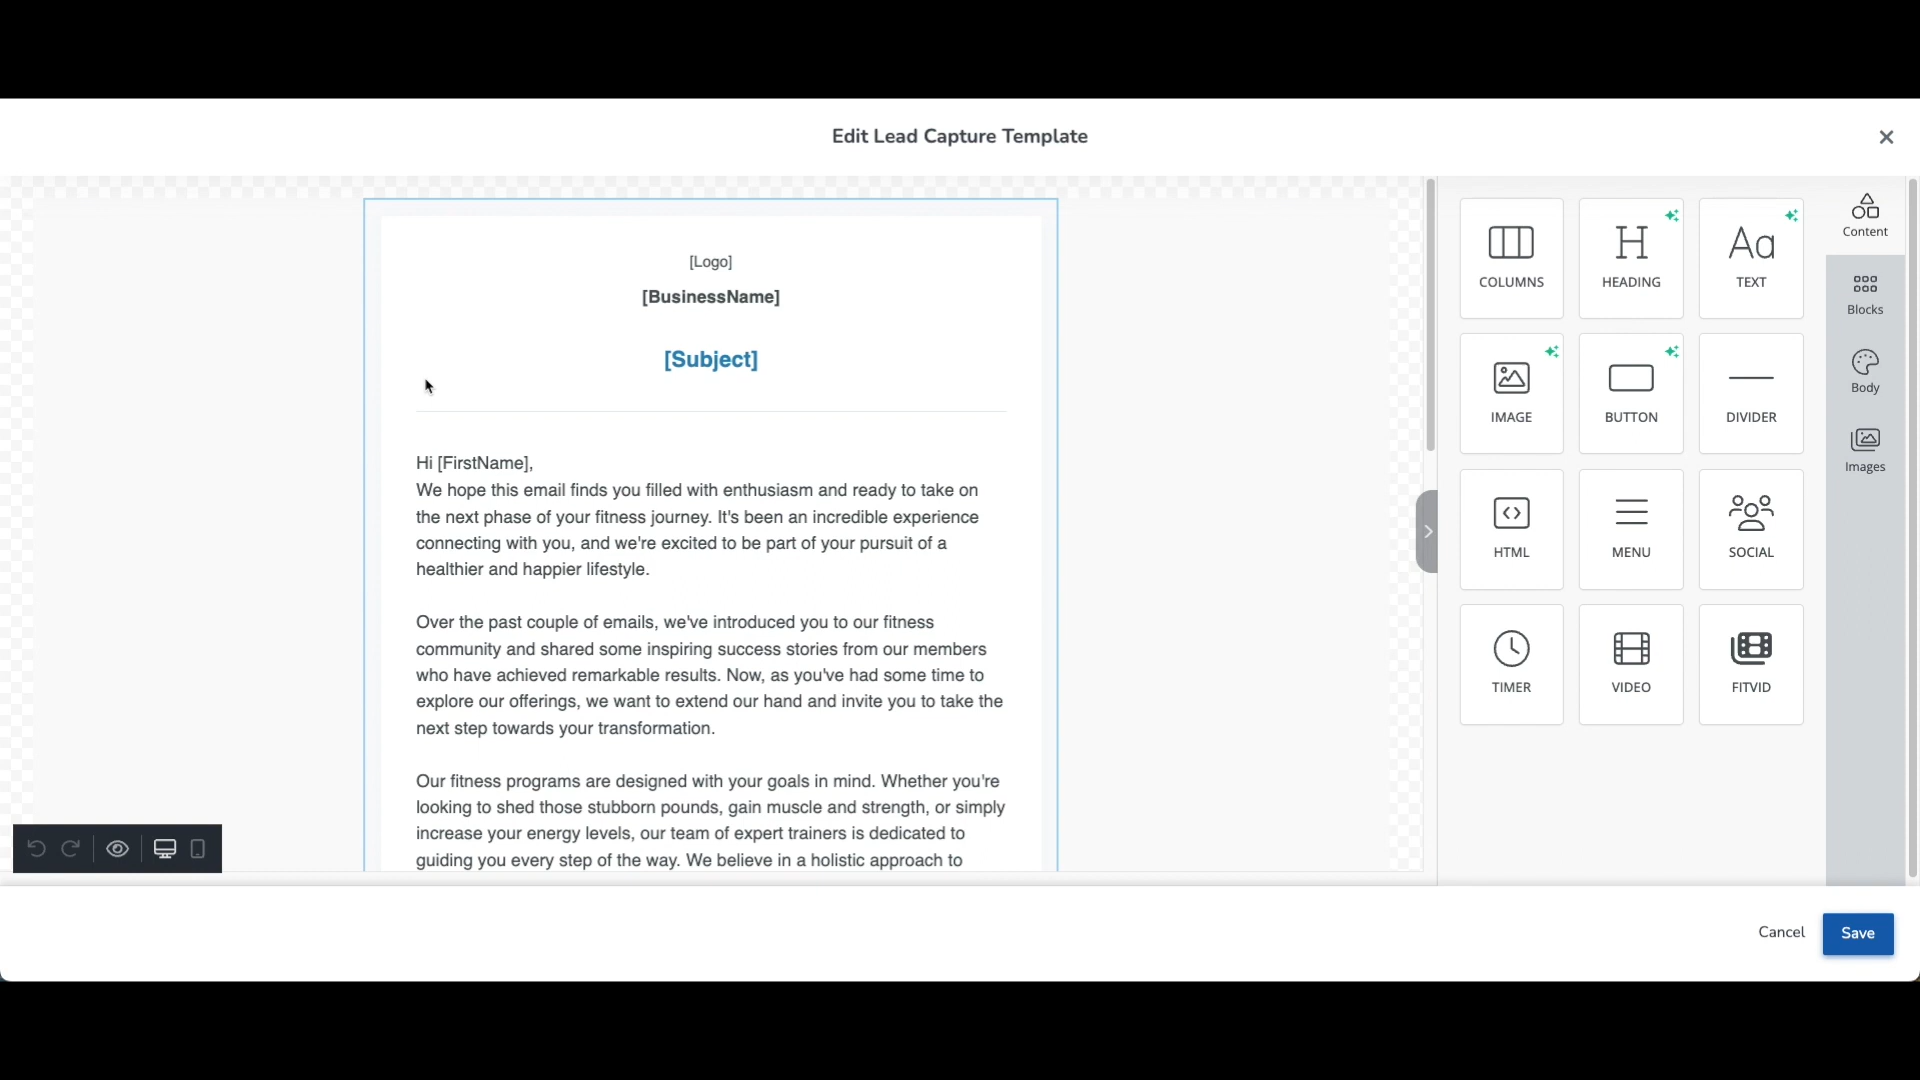 Edit Lead Capture Template
[Logo]
[BusinessName]
[Subject]
Hi [FirstName],
We hope this email finds you filled with enthusiasm and ready to take on
the next phase of your fitness journey. It's been an incredible experience
connecting with you, and we're excited to be part of your pursuit of a
healthier and happier lifestyle.
Over the past couple of emails, we've introduced you to our fitness
community and shared some inspiring success stories from our members
who have achieved remarkable results. Now, as you've had some time to
explore our offerings, we want to extend our hand and invite you to take the
next step towards your transformation.
Our fitness programs are designed with your goals in mind. Whether you're
looking to shed those stubborn pounds, gain muscle and strength, or simply
increase your energy levels, our team of expert trainers is dedicated to
guiding you every step of the way. We believe in a holistic approach to
COLUMNS
HEADING
TEXT
IMAGE
BUTTON
DIVIDER
HTML
MENU
SOCIAL
TIMER
VIDEO
FITVID
Content
Blocks
Body
Images
Cancel
Save